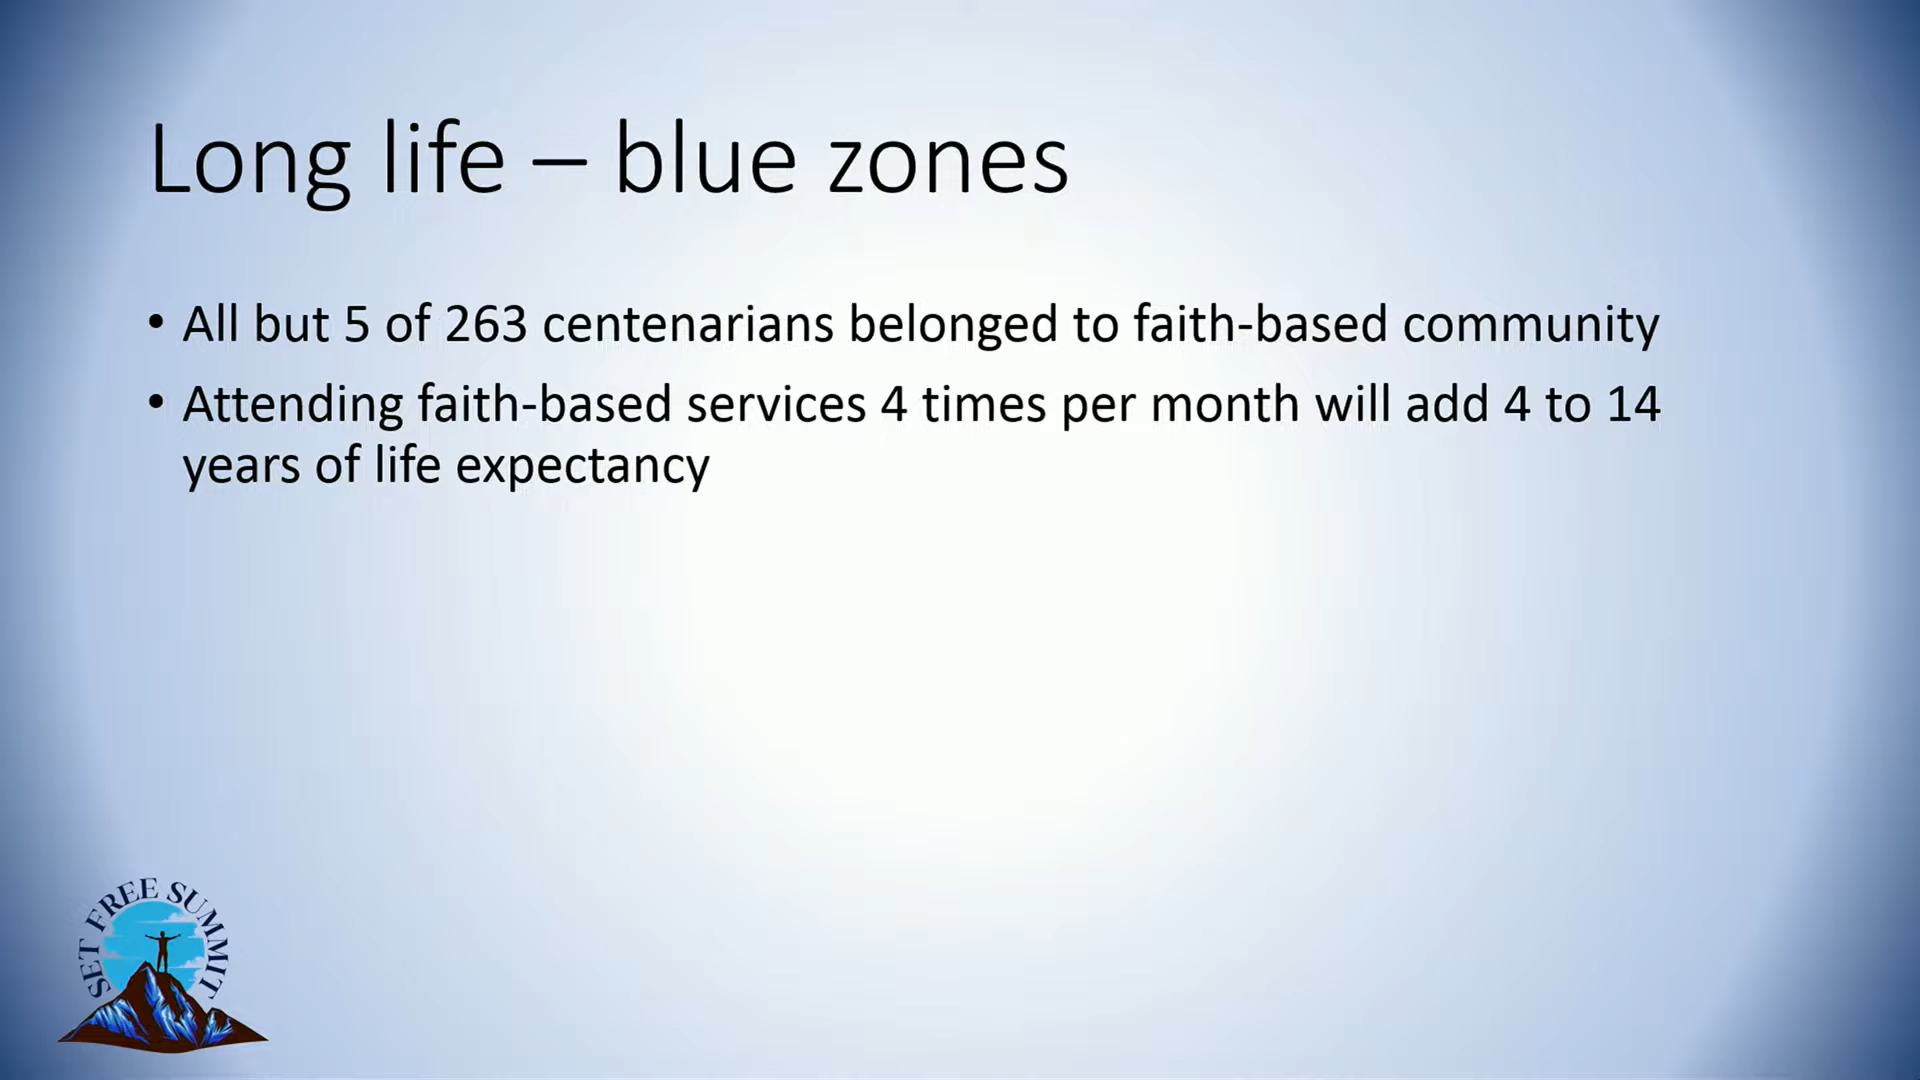 Long life – blue zones
• All but 5 of 263 centenarians belonged to faith-based community
• Attending faith-based services 4 times per month will add 4 to 14
years of life expectancy
SET FREE SUMMIT